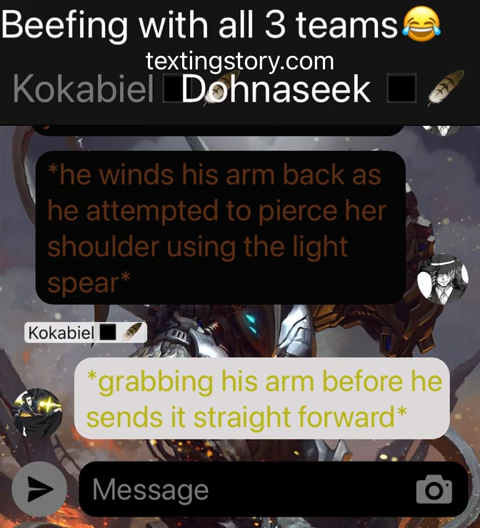 Beefing with all 3 teams😂
textingstory.com
Kokabiel ⬛🪶 Dohnaseek ⬛ 🪶
*he winds his arm back as
he attempted to pierce her
shoulder using the light
spear*
Kokabiel ⬛🪶
*grabbing his arm before he
sends it straight forward*
Message